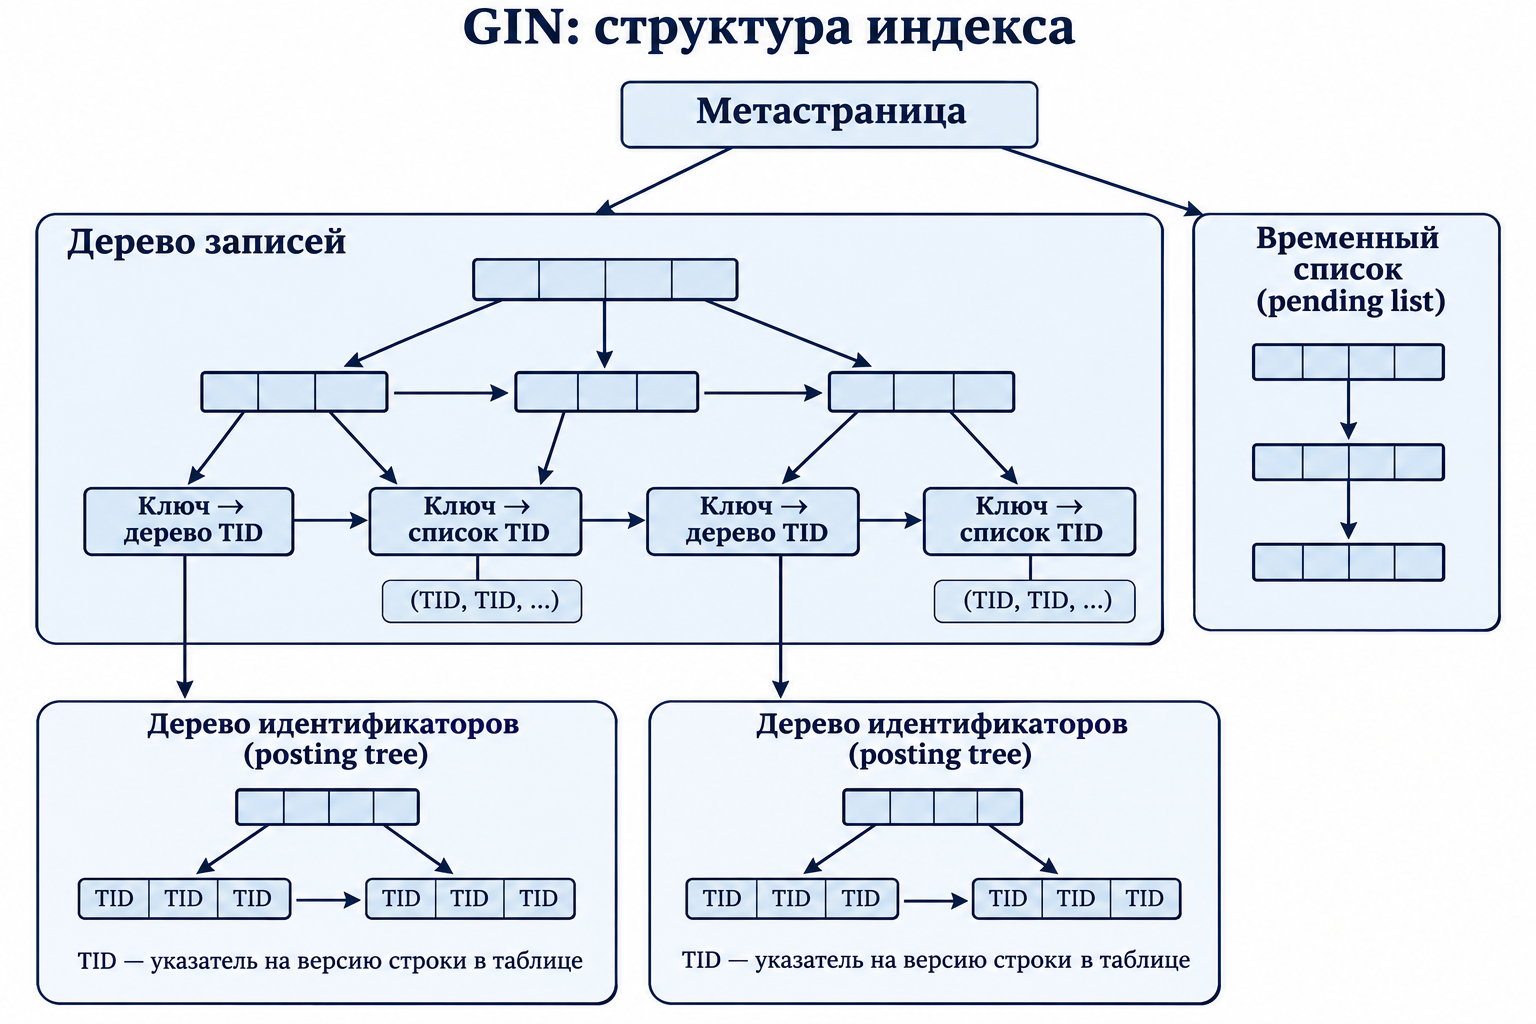 GIN: структура индекса
Метастраница
Дерево записей
Временный
список
(pending list)
Ключ →
дерево TID
Ключ →
список TID
Ключ →
дерево TID
Ключ →
список TID
(TID, TID, ...)
(TID, TID, ...)
Дерево идентификаторов
(posting tree)
TID TID TID
TID TID TID
TID — указатель на версию строки в таблице
Дерево идентификаторов
(posting tree)
TID TID TID
TID TID TID
TID — указатель на версию строки в таблице